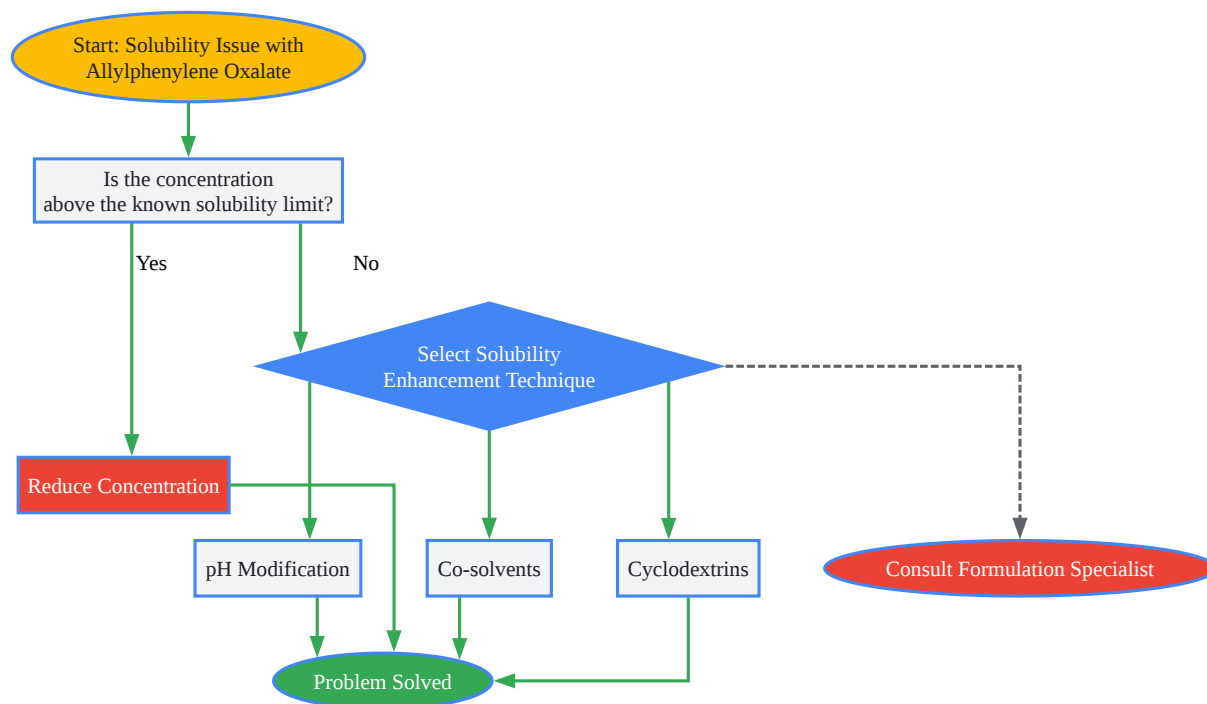 Start: Solubility Issue with
Allylphenylene Oxalate
Is the concentration
above the known solubility limit?
Yes
No
Select Solubility
Enhancement Technique
Reduce Concentration
pH Modification
Co-solvents
Cyclodextrins
Consult Formulation Specialist
Problem Solved